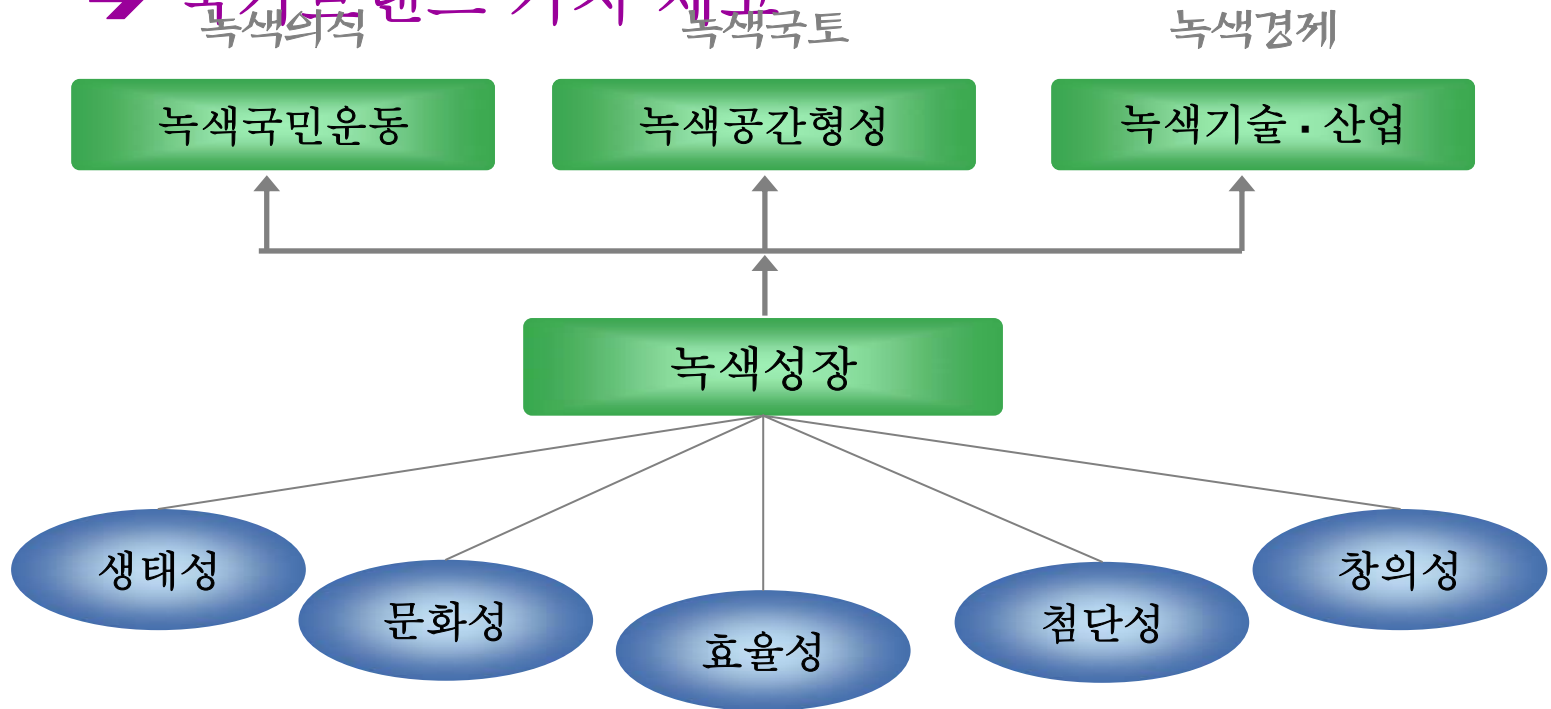 녹색의식
녹색국토
녹색경제
녹색국민운동
녹색공간형성
녹색기술·산업
녹색성장
생태성
문화성
효율성
첨단성
창의성